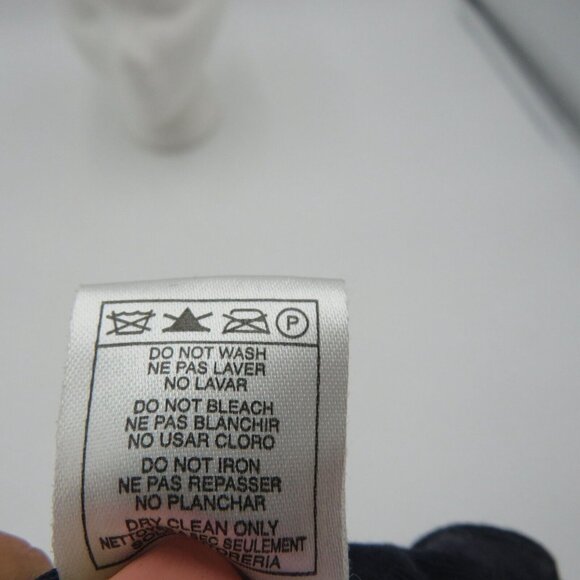 P
DO NOT WASH
NE PAS LAVER
NO LAVAR
DO NOT BLEACH
NE PAS BLANCHIR
NO USAR CLORO
DO NOT IRON
NE PAS REPASSER
NO PLANCHAR
DRY CLEAN ONLY
SEC SEULEMENT